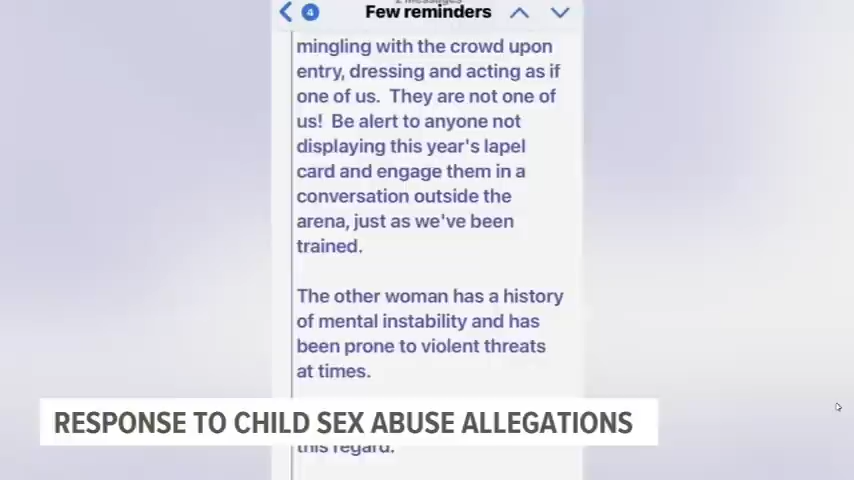 4
Few reminders
mingling with the crowd upon
entry, dressing and acting as if
one of us. They are not one of
us! Be alert to anyone not
displaying this year's lapel
card and engage them in a
conversation outside the
arena, just as we've been
trained.
The other woman has a history
of mental instability and has
been prone to violent threats
at times.
RESPONSE TO CHILD SEX ABUSE ALLEGATIONS
this regard.